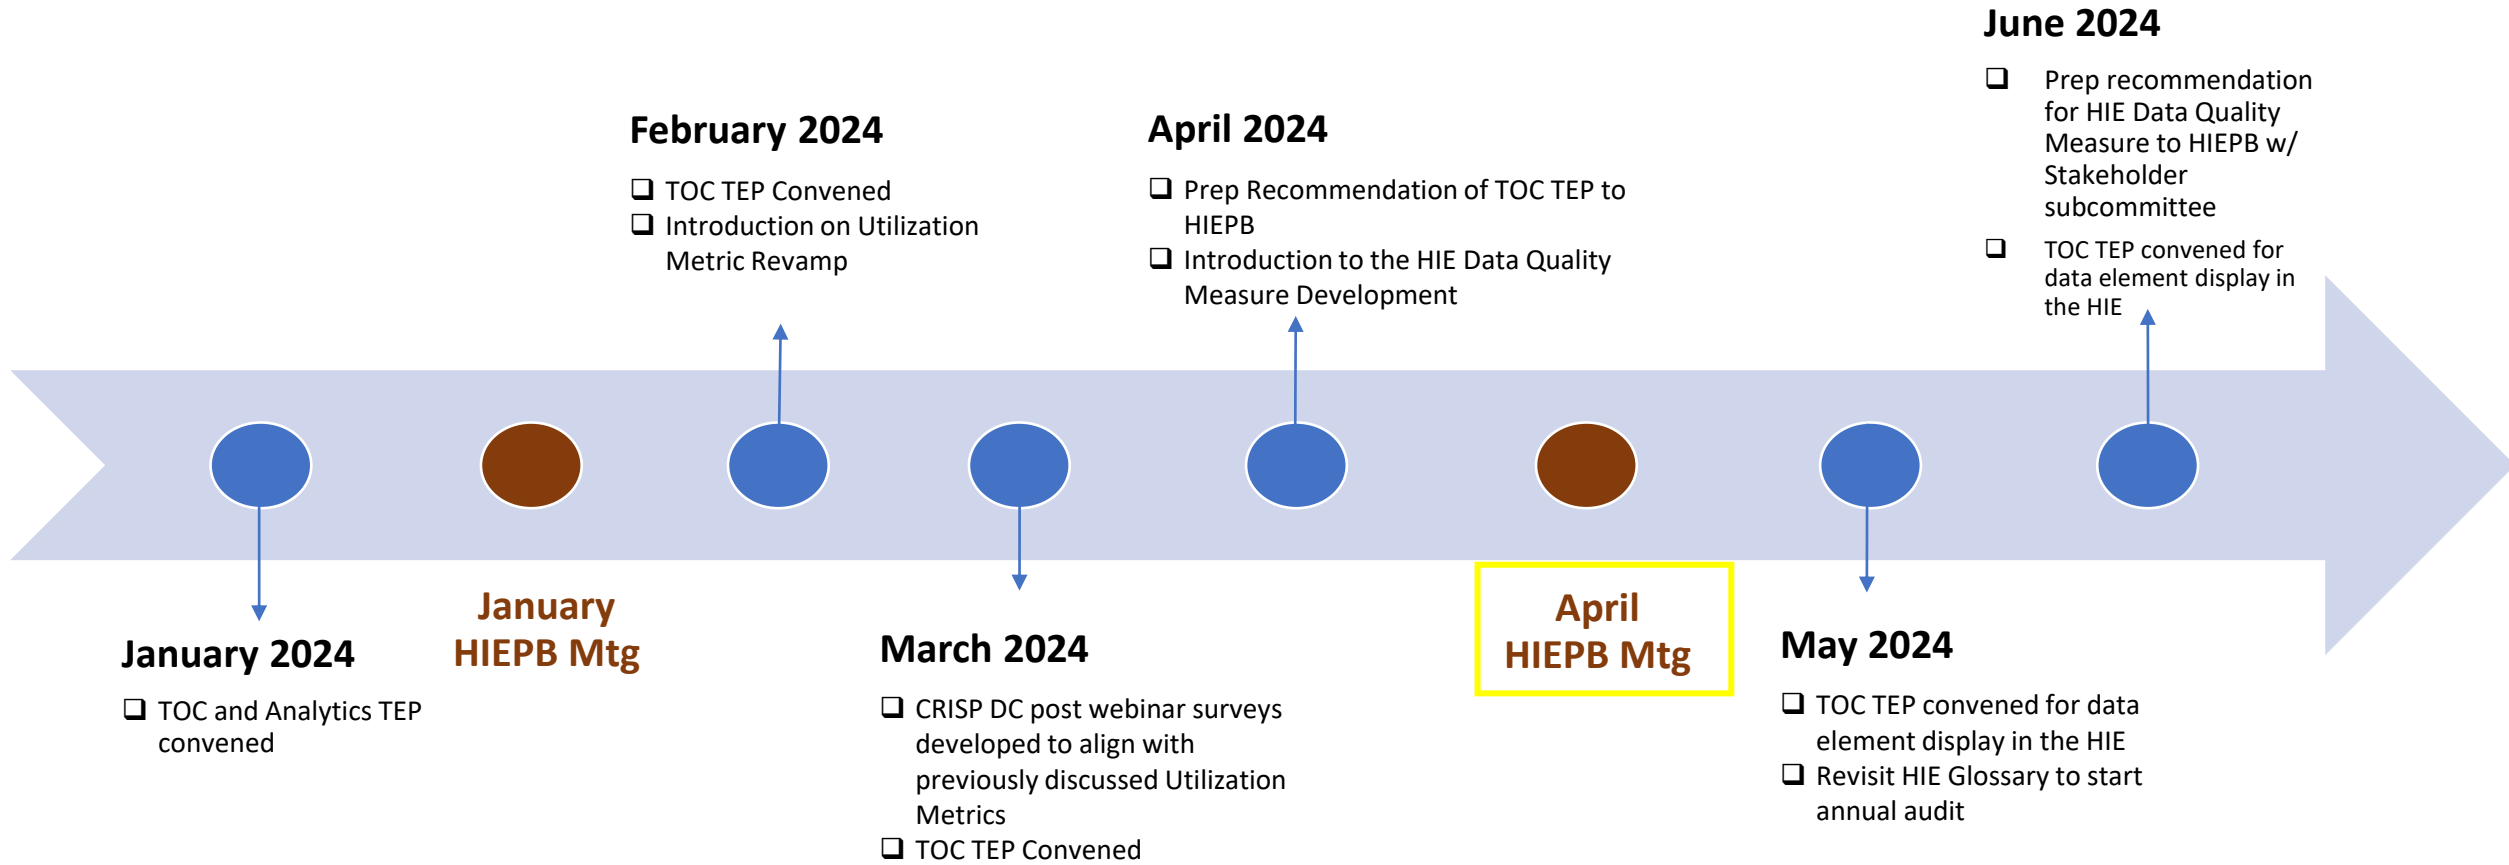 January 2024
❑ TOC and Analytics TEP
convened
January
HIEPB Mtg
February 2024
❑ TOC TEP Convened
❑ Introduction on Utilization
Metric Revamp
March 2024
❑ CRISP DC post webinar surveys
developed to align with
previously discussed Utilization
Metrics
❑ TOC TEP Convened
April 2024
❑ Prep Recommendation of TOC TEP to
HIEPB
❑ Introduction to the HIE Data Quality
Measure Development
April
HIEPB Mtg
May 2024
❑ TOC TEP convened for data
element display in the HIE
❑ Revisit HIE Glossary to start
annual audit
June 2024
❑ Prep recommendation
for HIE Data Quality
Measure to HIEPB w/
Stakeholder
subcommittee
❑ TOC TEP convened for
data element display in
the HIE